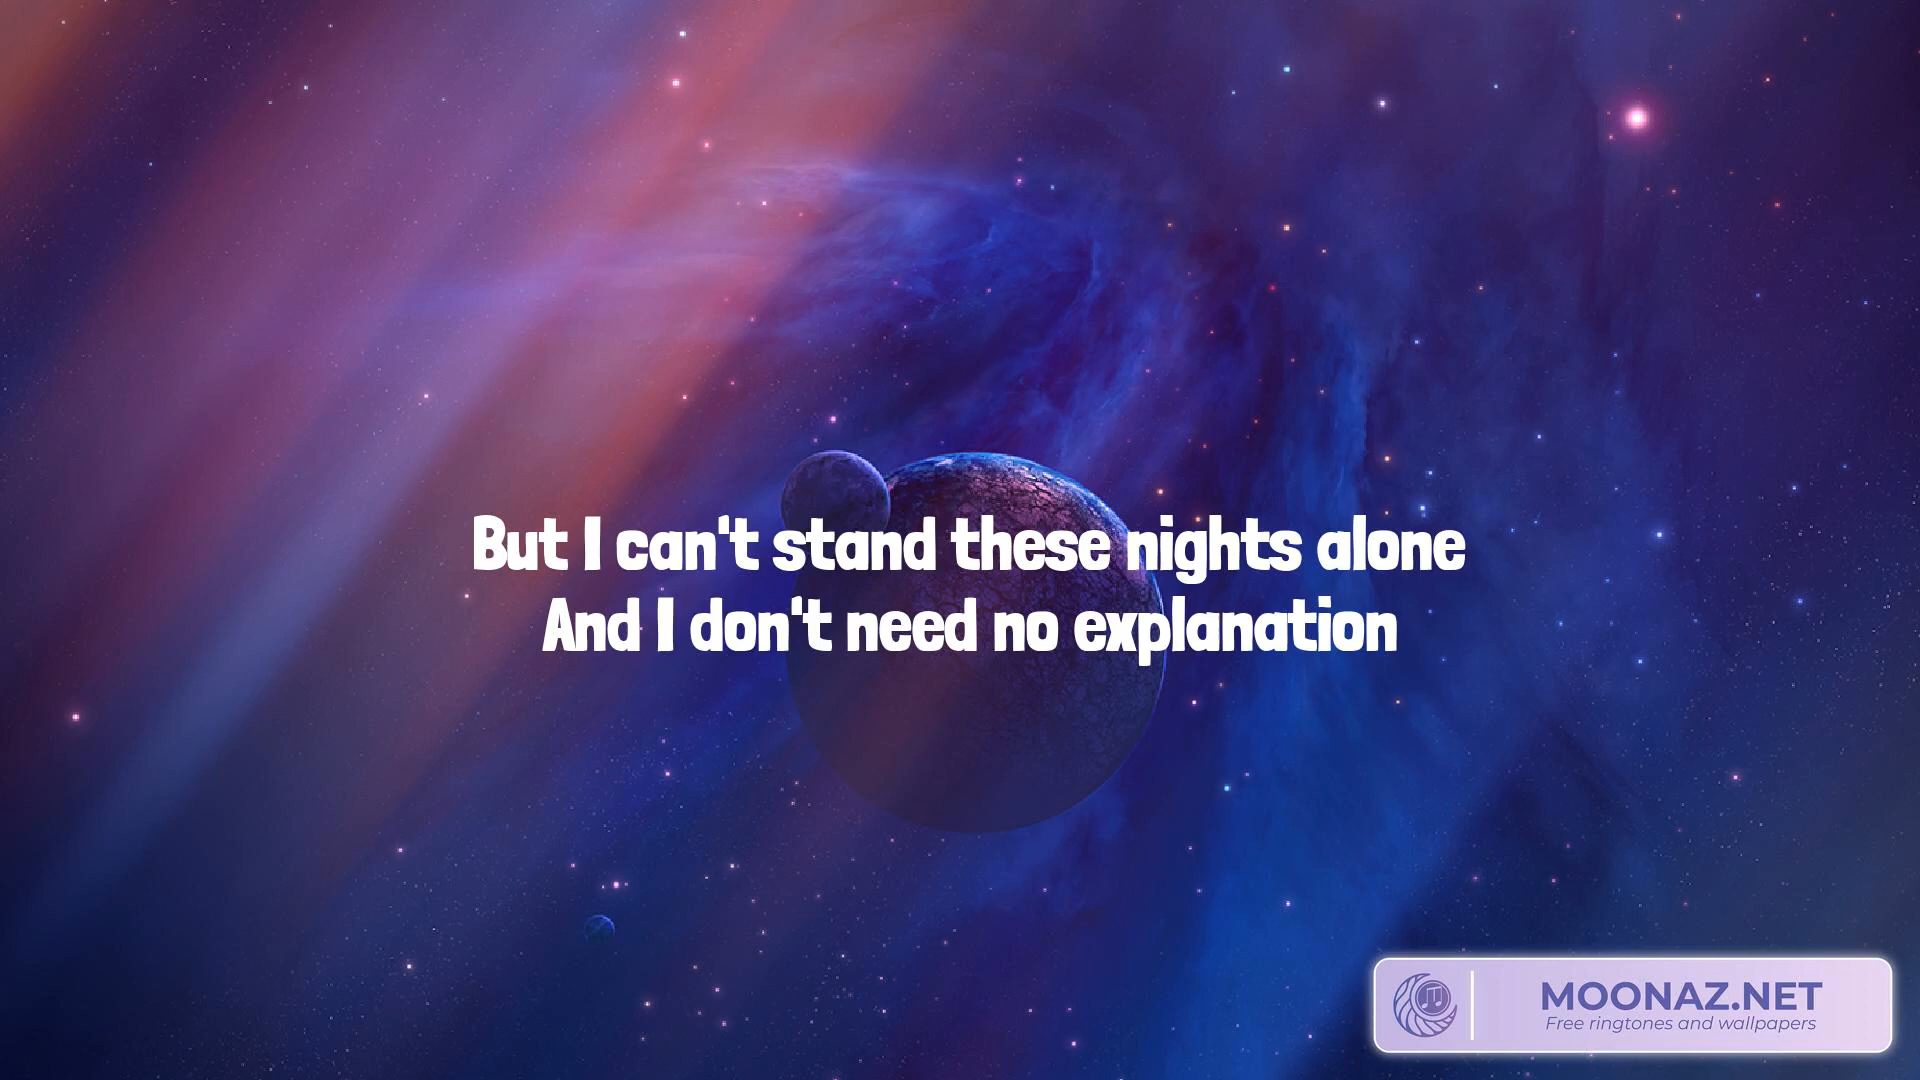 But I can't stand these nights alone
And I don't need no explanation
MOONAZ.NET
Free ringtones and wallpapers